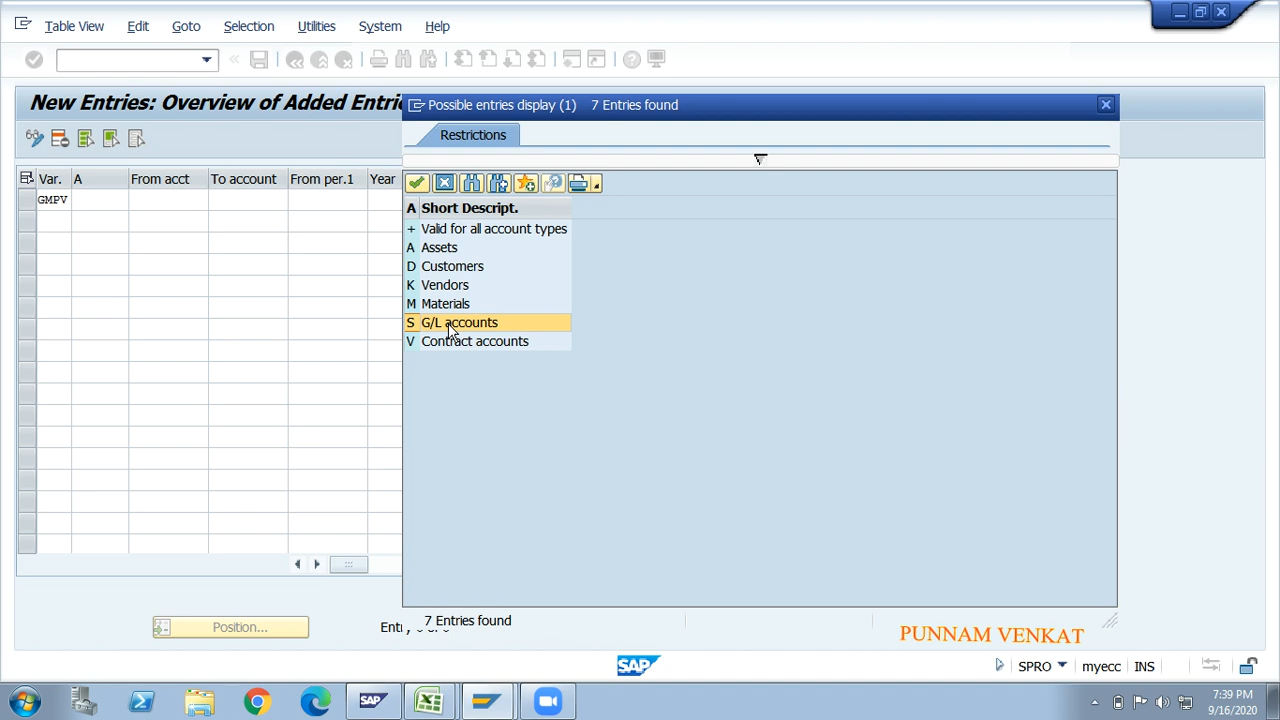 Table View Edit Goto Selection Utilities System Help
New Entries: Overview of Added Entri
Possible entries display (1) 7 Entries found
Restrictions
Var. A From acct To account From per.1 Year
GMPV
A Short Descript.
+ Valid for all account types
A Assets
D Customers
K Vendors
M Materials
S G/L accounts
V Contract accounts
Position...
7 Entries found
PUNNAM VENKAT
SAP
SPRO myecc INS
SAP
7:39 PM
9/16/2020